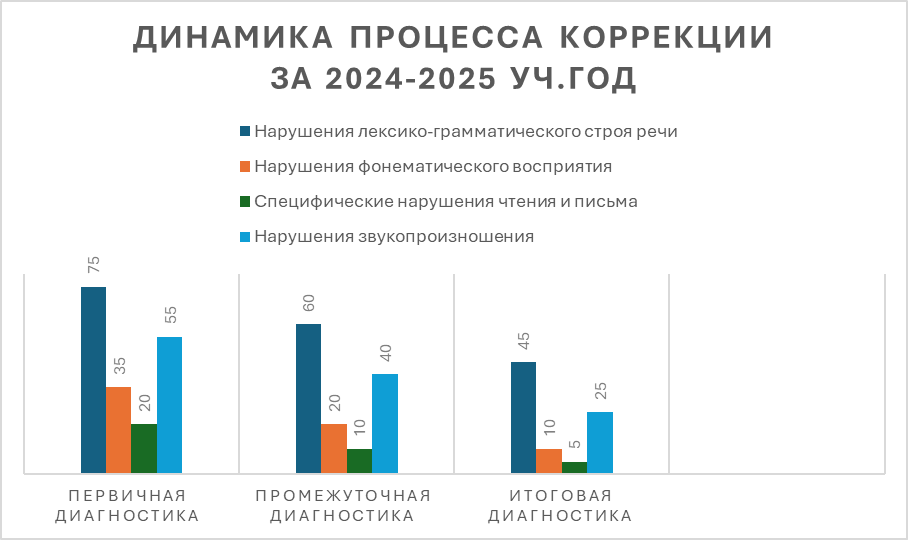 ДИНАМИКА ПРОЦЕССА КОРРЕКЦИИ
ЗА 2024-2025 УЧ.ГОД
Нарушения лексико-грамматического строя речи
Нарушения фонематического восприятия
Специфические нарушения чтения и письма
Нарушения звукопроизношения
75
35
20
55
60
20
10
40
45
10
5
25
ПЕРВИЧНАЯ
ДИАГНОСТИКА
ПРОМЕЖУТОЧНАЯ
ДИАГНОСТИКА
ИТОГОВАЯ
ДИАГНОСТИКА